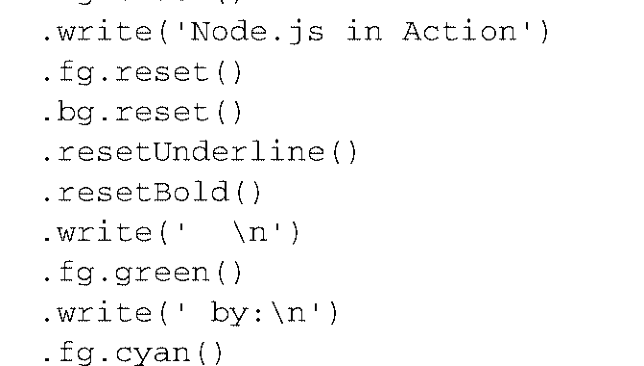 .write('Node.js in Action')
.fg.reset()
.bg.reset()
.resetUnderline()
.resetBold()
.write('  \n')
.fg.green()
.write(' by:\n')
.fg.cyan()